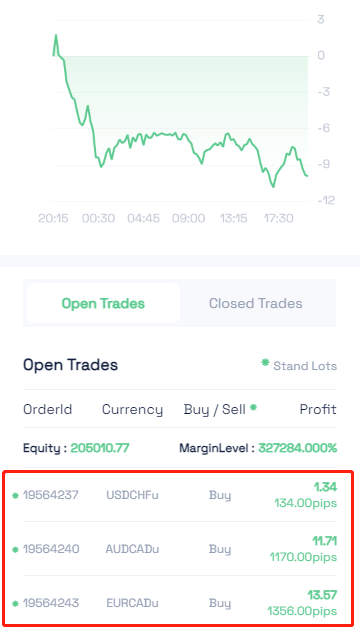 3
0
-3
-6
-9
-12
20:15 00:30 04:45 09:00 13:15 17:30
Open Trades Closed Trades
Open Trades Stand Lots
OrderId Currency Buy / Sell Profit
Equity : 205010.77 MarginLevel : 327284.000%
19564237 USDCHFu Buy 1.34
134.00pips
19564240 AUDCADu Buy 11.71
1170.00pips
19564243 EURCADu Buy 13.57
1356.00pips